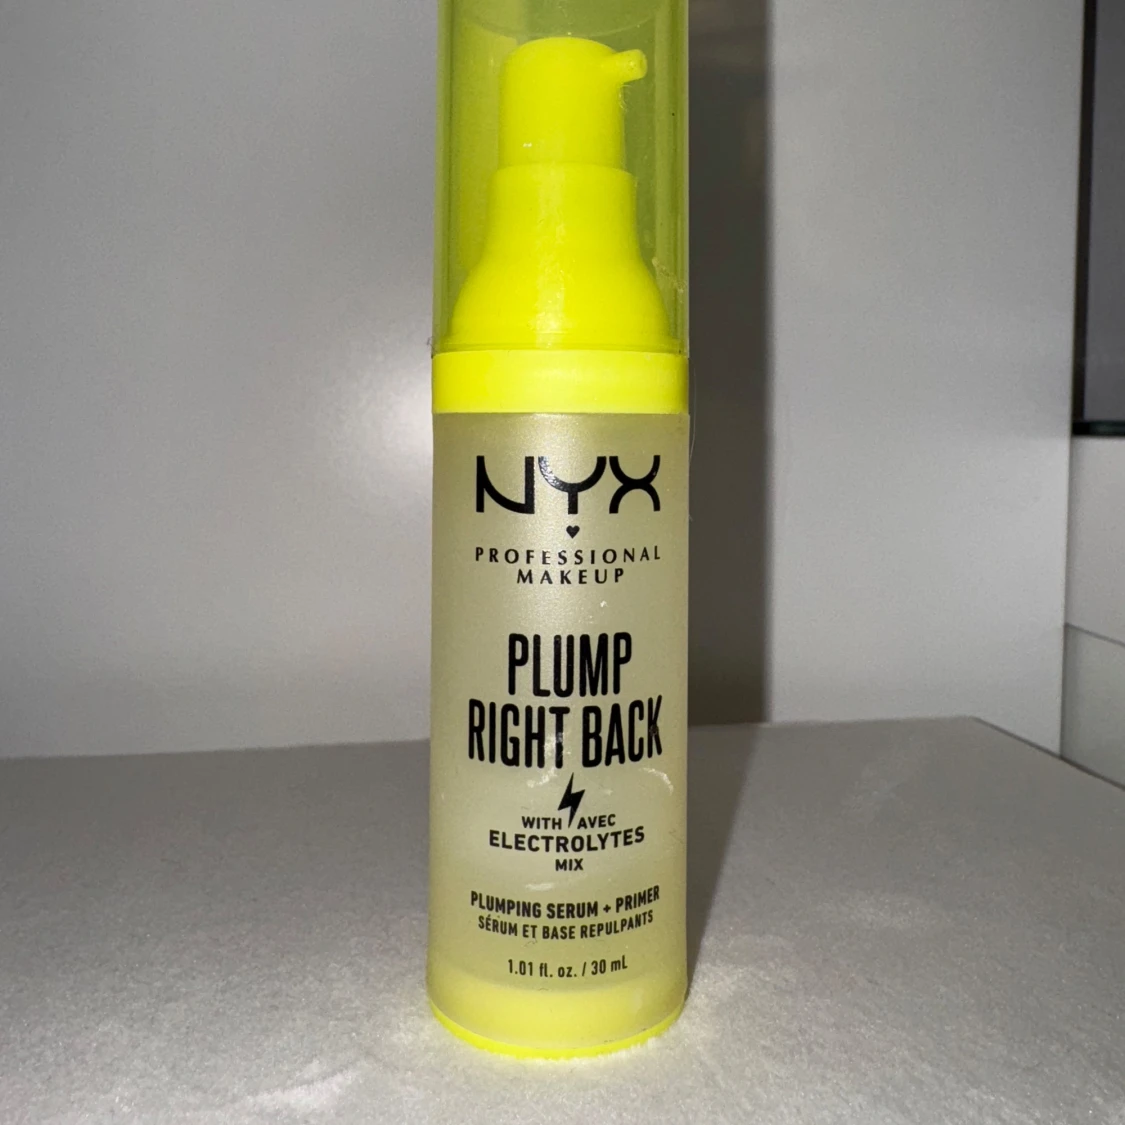 NYX
PROFESSIONAL
MAKEUP
PLUMP
RIGHT BACK
WITH AVEC
ELECTROLYTES
MIX
PLUMPING SERUM + PRIMER
SÉRUM ET BASE REPULPANTS
1.01 fl. oz. / 30 mL